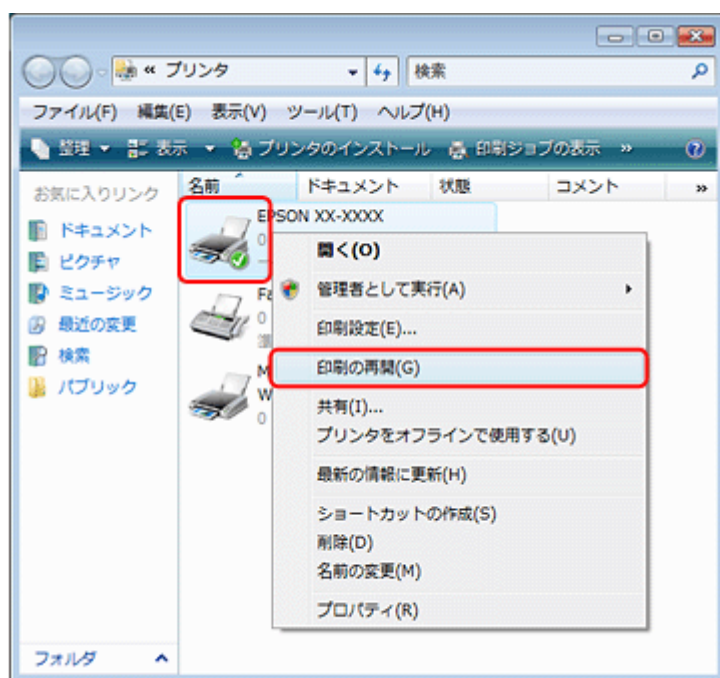 « プリンタ
検索
ファイル(F) 編集(E) 表示(V) ツール(T) ヘルプ(H)
整理 表示 プリンタのインストール 印刷ジョブの表示 »
お気に入りリンク
ドキュメント
ピクチャ
ミュージック
最近の変更
検索
パブリック
フォルダ
名前 ドキュメント 状態 コメント »
EPSON XX-XXXX
0
Fa
0
M
W
0
開く(O)
管理者として実行(A)
印刷設定(E)...
印刷の再開(G)
共有(I)...
プリンタをオフラインで使用する(U)
最新の情報に更新(H)
ショートカットの作成(S)
削除(D)
名前の変更(M)
プロパティ(R)